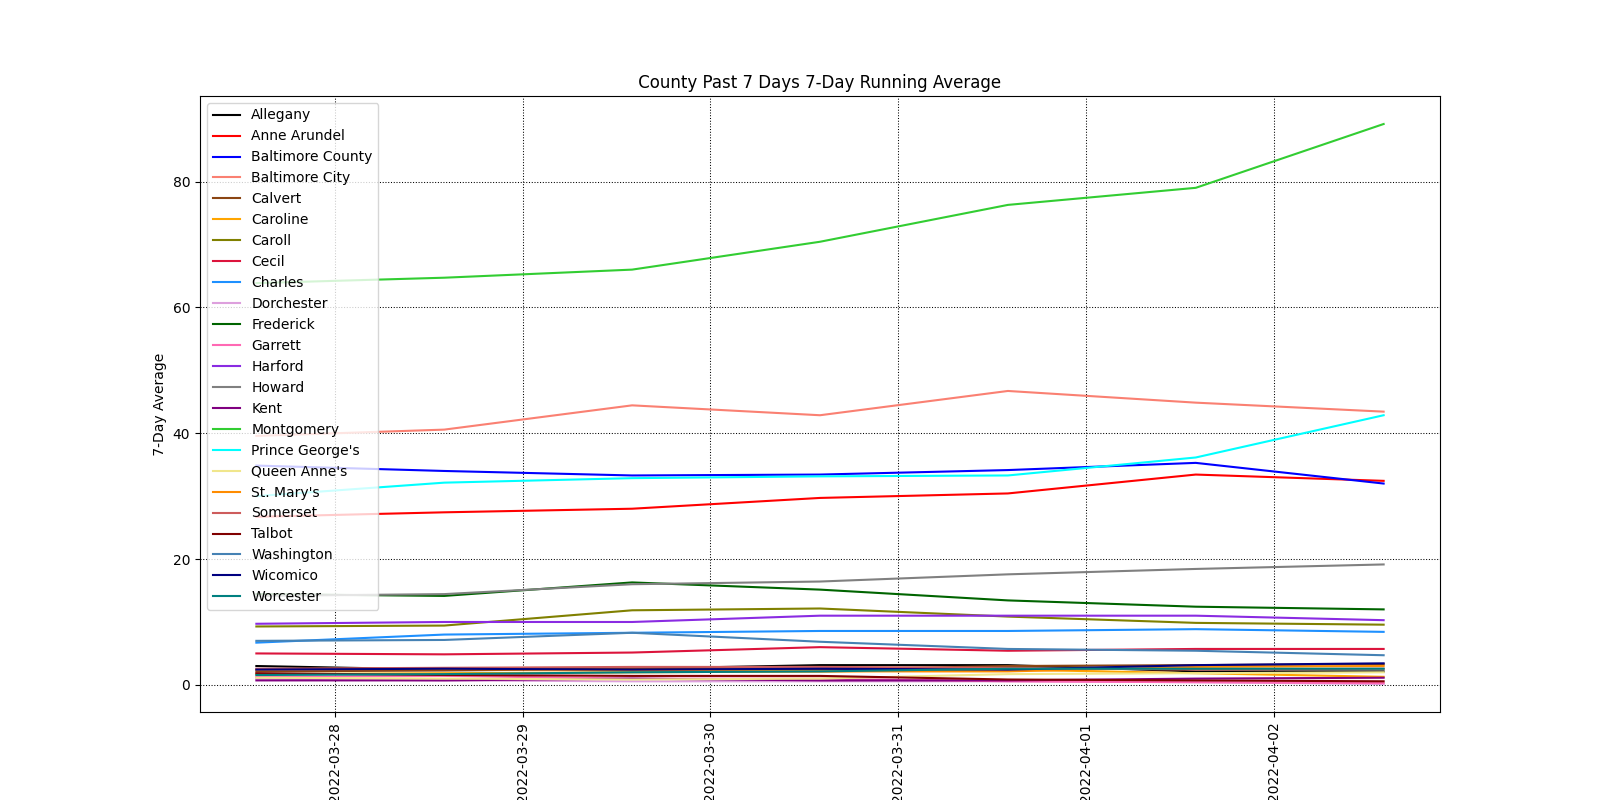 County Past 7 Days 7-Day Running Average
Allegany
Anne Arundel
Baltimore County
Baltimore City
Calvert
Caroline
Caroll
Cecil
Charles
Dorchester
Frederick
Garrett
Harford
Howard
Kent
Montgomery
Prince George's
Queen Anne's
St. Mary's
Somerset
Talbot
Washington
Wicomico
Worcester
7-Day Average
80
60
40
20
0
2022-03-28
2022-03-29
2022-03-30
2022-03-31
2022-04-01
2022-04-02